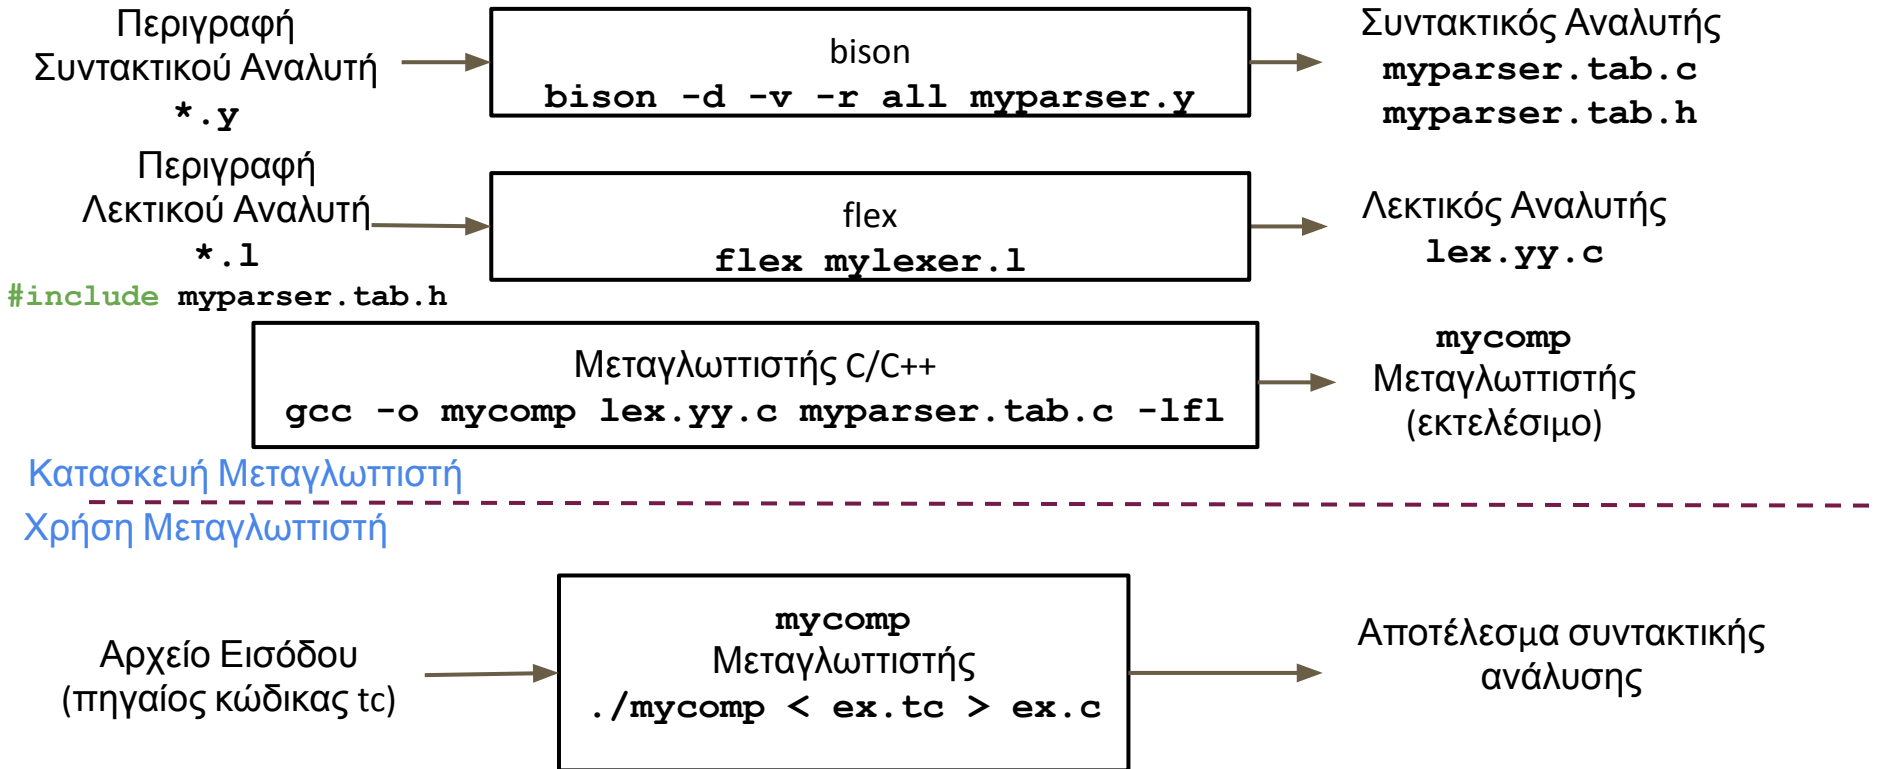 Περιγραφή
Συντακτικού Αναλυτή
*.y
bison
bison -d -v -r all myparser.y
Συντακτικός Αναλυτής
myparser.tab.c
myparser.tab.h
Περιγραφή
Λεκτικού Αναλυτή
*.l
#include myparser.tab.h
flex
flex mylexer.l
Λεκτικός Αναλυτής
lex.yy.c
Μεταγλωττιστής C/C++
gcc -o mycomp lex.yy.c myparser.tab.c -lfl
mycomp
Μεταγλωττιστής
(εκτελέσιμο)
Κατασκευή Μεταγλωττιστή
Χρήση Μεταγλωττιστή
Αρχείο Εισόδου
(πηγαίος κώδικας tc)
mycomp
Μεταγλωττιστής
./mycomp < ex.tc > ex.c
Αποτέλεσμα συντακτικής
ανάλυσης